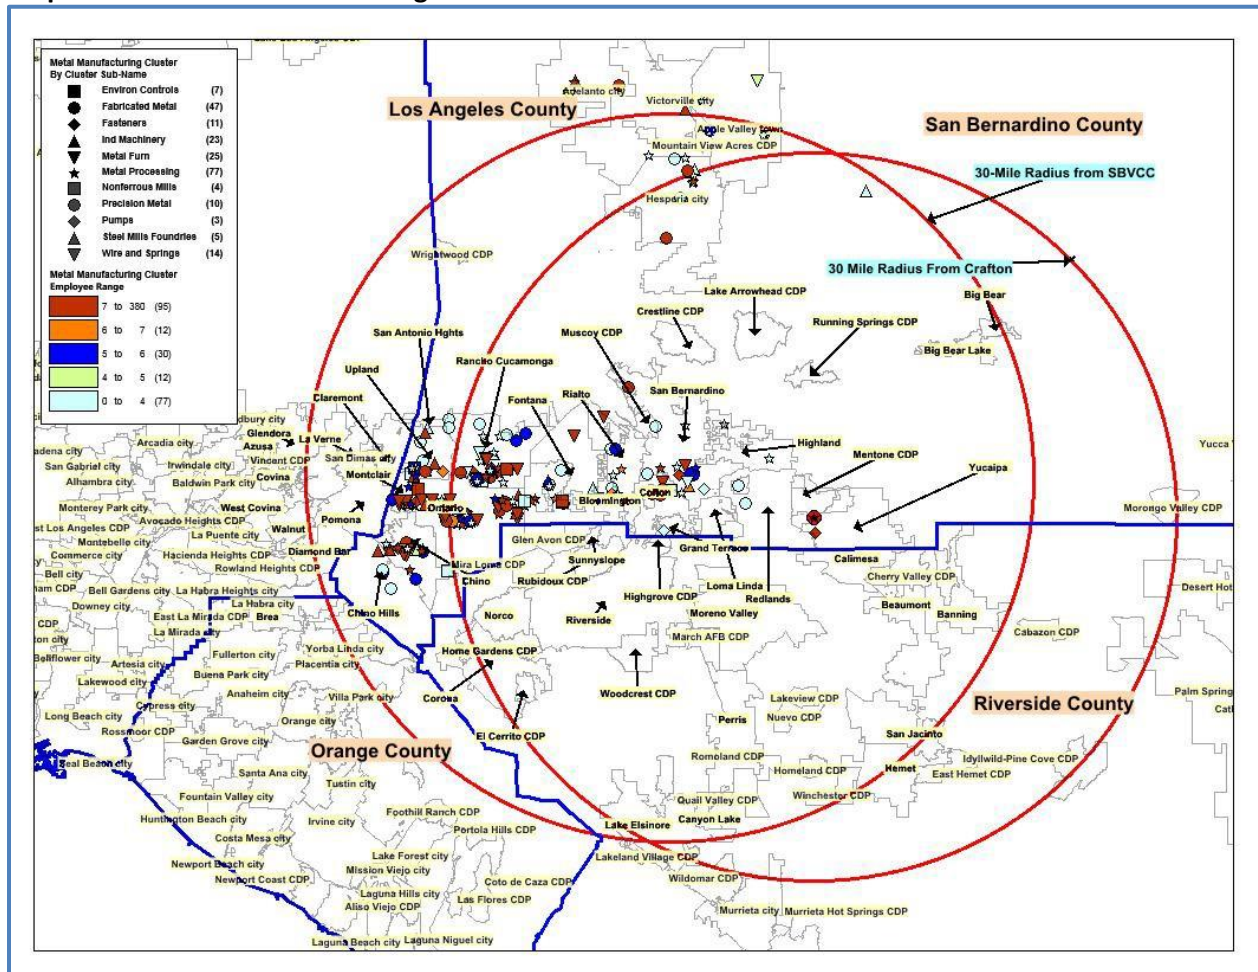 Metal Manufacturing Cluster
By Cluster Sub-Name
Environ Controls (7)
Fabricated Metal (47)
Fasteners (11)
Ind Machinery (23)
Metal Furn (25)
Metal Processing (77)
Nonferrous Mills (4)
Precision Metal (10)
Pumps (3)
Steel Mills Foundries (5)
Wire and Springs (14)
Metal Manufacturing Cluster
Employee Range
7 to 380 (95)
6 to 7 (12)
5 to 6 (30)
4 to 5 (12)
0 to 4 (77)
Los Angeles County
San Bernardino County
30-Mile Radius from SBVCC
30 Mile Radius From Crafton
Adelanto city
Victorville city
Apple Valley town
Mountain View Acres CDP
Hesperia city
Wrightwood CDP
Lake Arrowhead CDP
Crestline CDP
Big Bear
Running Springs CDP
Big Bear Lake
San Antonio Hghts
Muscoy CDP
Rancho Cucamonga
Upland
San Bernardino
Claremont
Fontana
Rialto
Glendora
La Verne
Arcadia city
Azusa
Highland
San Gabriel city
Irwindale city
Vincent CDP
San Dimas city
Mentone CDP
Yucaipa
Alhambra city
Baldwin Park city
Covina
Montclair
Colton
Bloomington
Monterey Park city
West Covina
Ontario
Morongo Valley CDP
Avocado Heights CDP
Pomona
Montebello city
La Puente city
Walnut
Glen Avon CDP
Grand Terrace
Commerce city
Hacienda Heights CDP
Diamond Bar
Sunnyslope
Calimesa
Bell city
Rowland Heights CDP
Mira Loma CDP
Chino
Rubidoux CDP
Cherry Valley CDP
Bell Gardens city
La Habra Heights city
Loma Linda
Highgrove CDP
Redlands
Downey city
La Habra city
Chino Hills
Beaumont
East La Mirada CDP
Brea
Norco
Riverside
Moreno Valley
Banning
La Mirada city
March AFB CDP
Cabazon CDP
Fullerton city
Yorba Linda city
Home Gardens CDP
Bellflower city
Artesia city
Placentia city
Buena Park city
Lakewood city
Anaheim city
Villa Park city
Corona
Woodcrest CDP
Lakeview CDP
Riverside County
Cypress city
Long Beach city
Orange city
Perris
Nuevo CDP
Rossmoor CDP
Garden Grove city
El Cerrito CDP
San Jacinto
Orange County
Seal Beach city
Romoland CDP
Idyllwild-Pine Cove CDP
Santa Ana city
Homeland CDP
Hemet
East Hemet CDP
Tustin city
Fountain Valley city
Quail Valley CDP
Winchester CDP
Foothill Ranch CDP
Huntington Beach city
Irvine city
Canyon Lake
Portola Hills CDP
Lake Elsinore
Costa Mesa city
Newport Beach city
Lake Forest city
Lakeland Village CDP
Mission Viejo city
Newport Coast CDP
Coto de Caza CDP
Wildomar CDP
Laguna Hills city
Las Flores CDP
Aliso Viejo CDP
Murrieta city
Murrieta Hot Springs CDP
Laguna Beach city
Laguna Niguel city